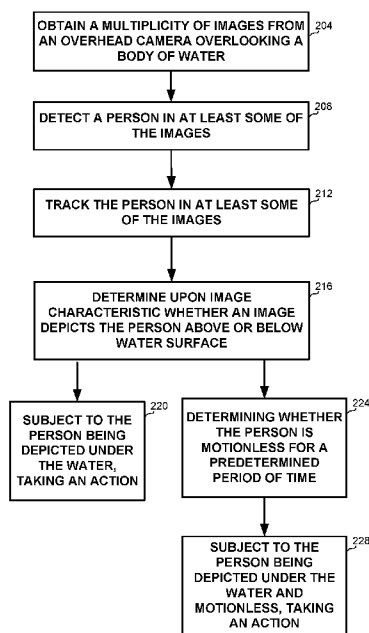 OBTAIN A MULTIPLICITY OF IMAGES FROM
AN OVERHEAD CAMERA OVERLOOKING A
BODY OF WATER
204
DETECT A PERSON IN AT LEAST SOME OF
THE IMAGES
208
TRACK THE PERSON IN AT LEAST SOME
OF THE IMAGES
212
DETERMINE UPON IMAGE
CHARACTERISTIC WHETHER AN IMAGE
DEPICTS THE PERSON ABOVE OR BELOW
WATER SURFACE
216
SUBJECT TO THE
PERSON BEING
DEPICTED UNDER
THE WATER,
TAKING AN ACTION
220
DETERMINING WHETHER
THE PERSON IS
MOTIONLESS FOR A
PREDETERMINED
PERIOD OF TIME
224
SUBJECT TO THE
PERSON BEING
DEPICTED UNDER THE
WATER AND
MOTIONLESS, TAKING
AN ACTION
228